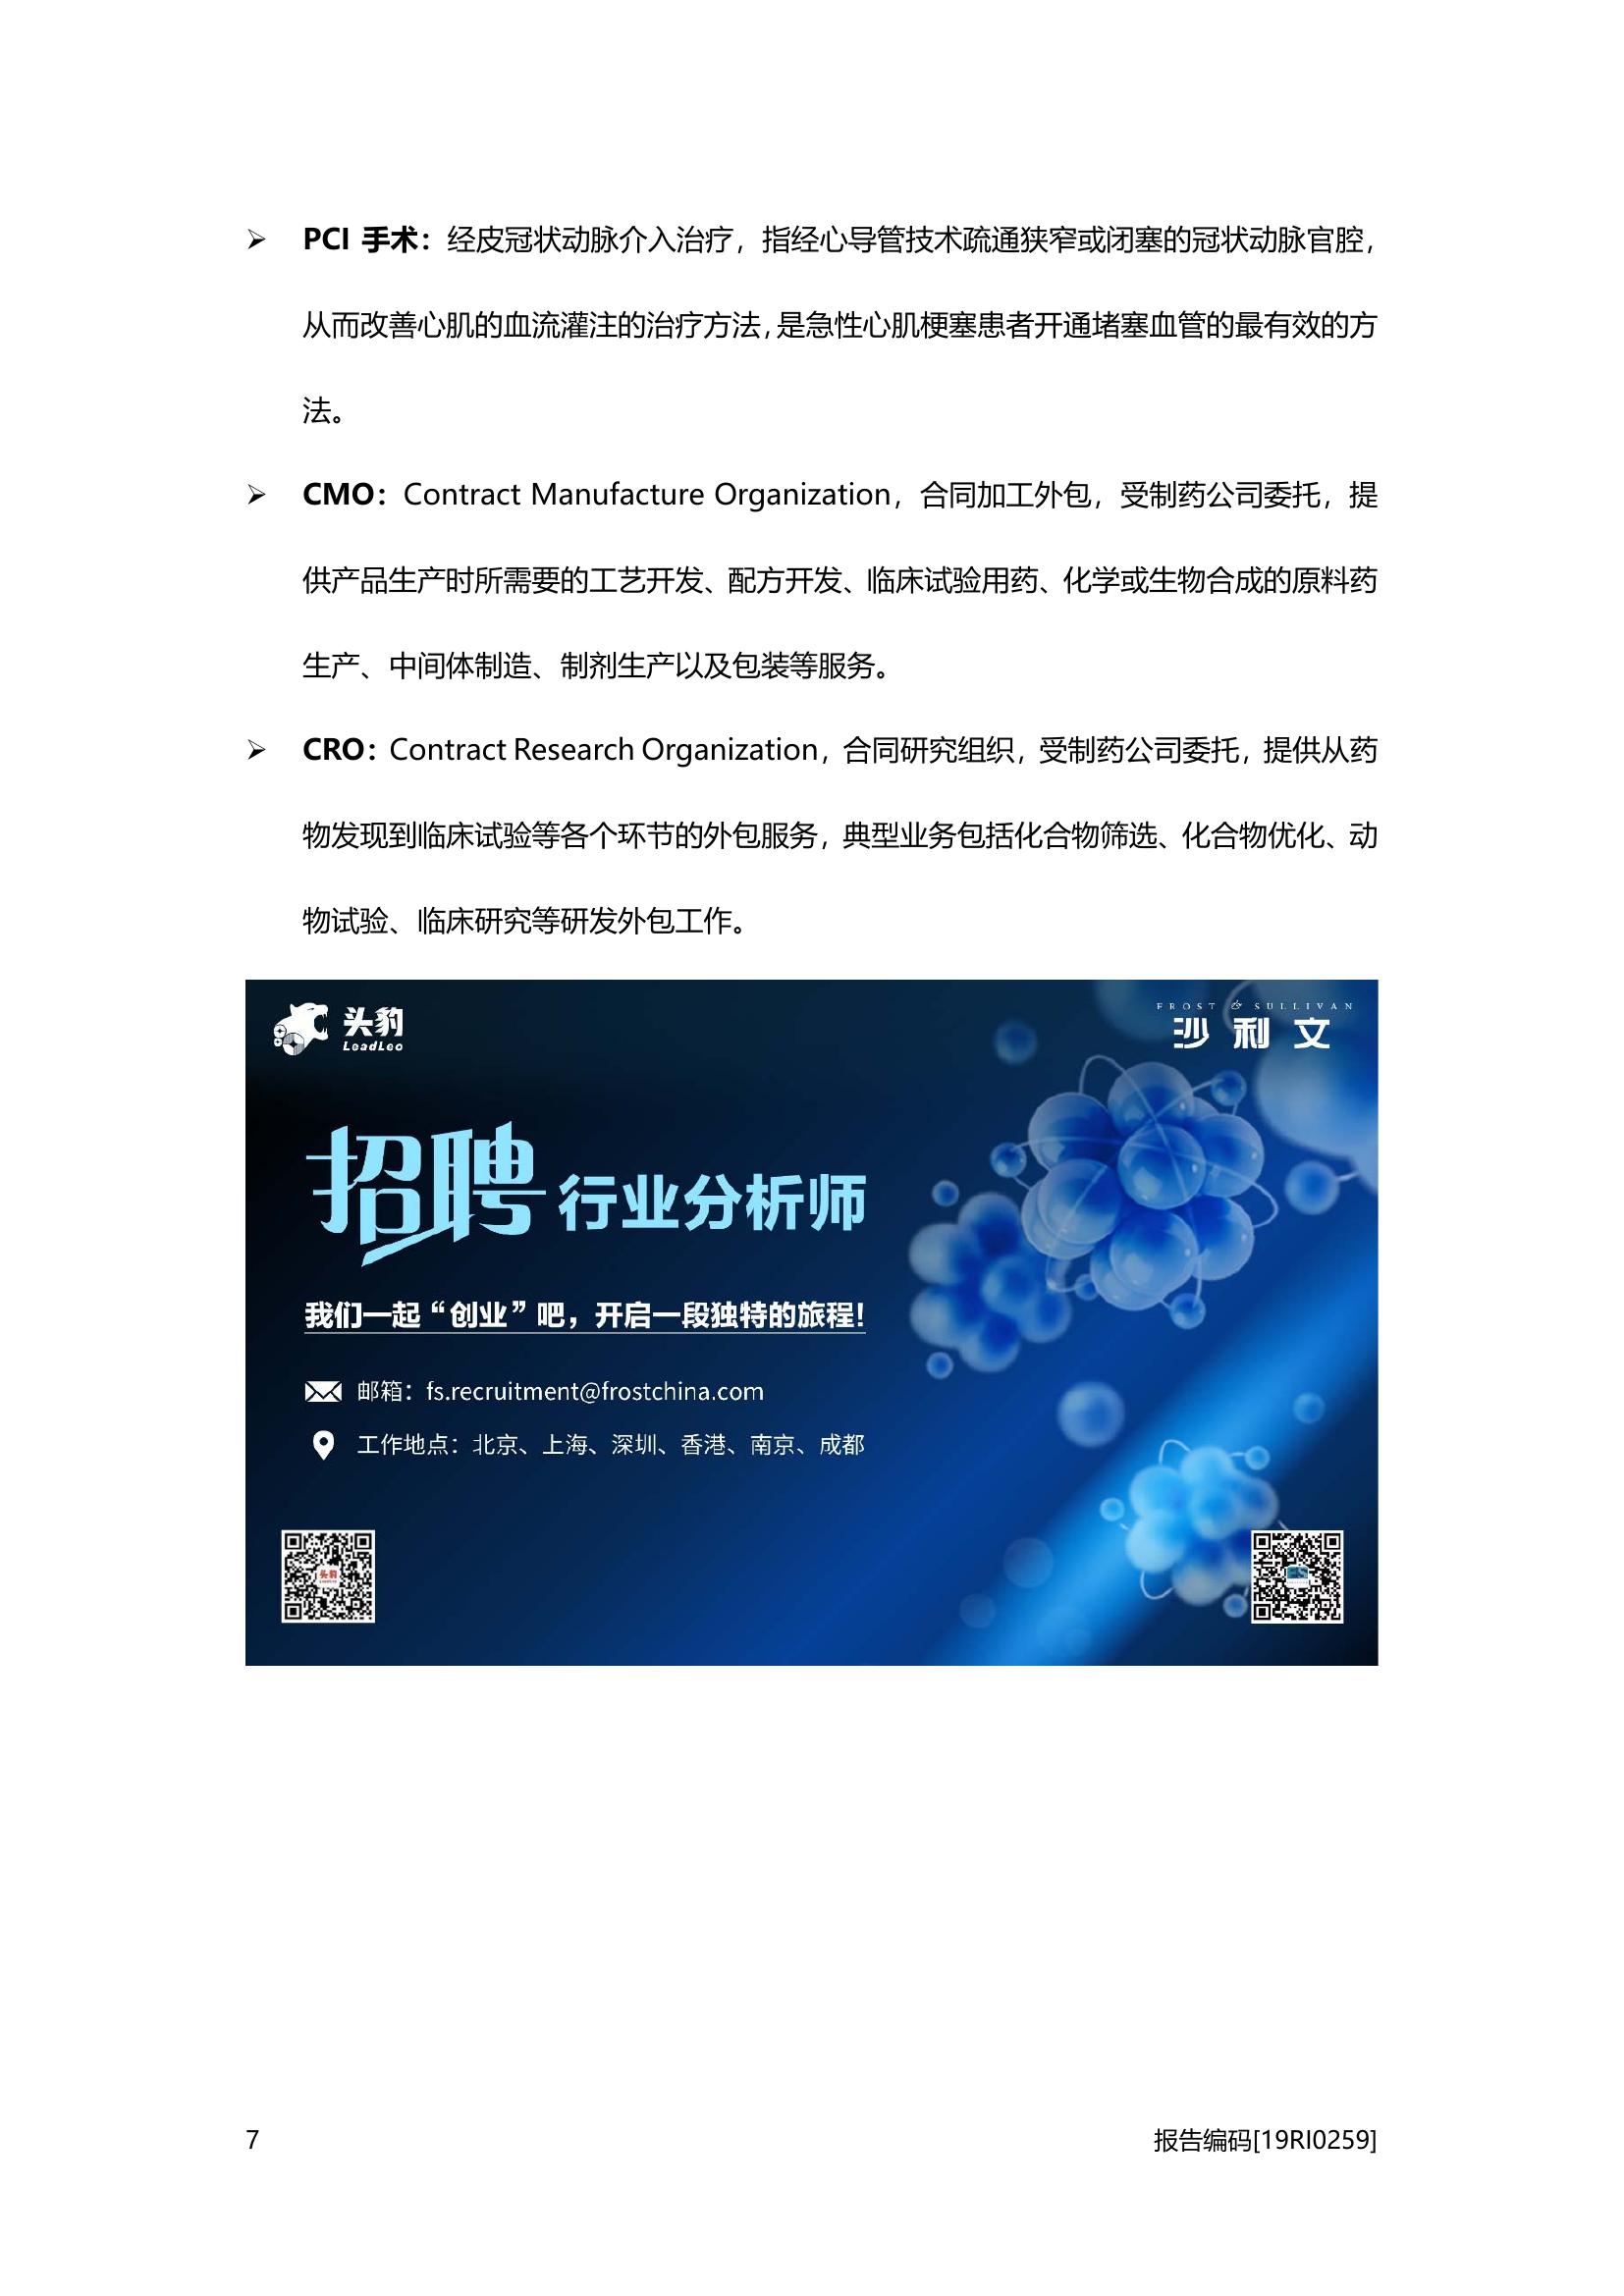 ➢ PCI 手术：经皮冠状动脉介入治疗，指经心导管技术疏通狭窄或闭塞的冠状动脉官腔，
从而改善心肌的血流灌注的治疗方法，是急性心肌梗塞患者开通堵塞血管的最有效的方
法。
➢ CMO：Contract Manufacture Organization，合同加工外包，受制药公司委托，提
供产品生产时所需要的工艺开发、配方开发、临床试验用药、化学或生物合成的原料药
生产、中间体制造、制剂生产以及包装等服务。
➢ CRO：Contract Research Organization，合同研究组织，受制药公司委托，提供从药
物发现到临床试验等各个环节的外包服务，典型业务包括化合物筛选、化合物优化、动
物试验、临床研究等研发外包工作。
头豹
LeadLeo
FROST & SULLIVAN
沙利文
招聘 行业分析师
我们一起“创业”吧，开启一段独特的旅程！
邮箱：fs.recruitment@frostchina.com
工作地点：北京、上海、深圳、香港、南京、成都
头豹
7
报告编码[19RI0259]